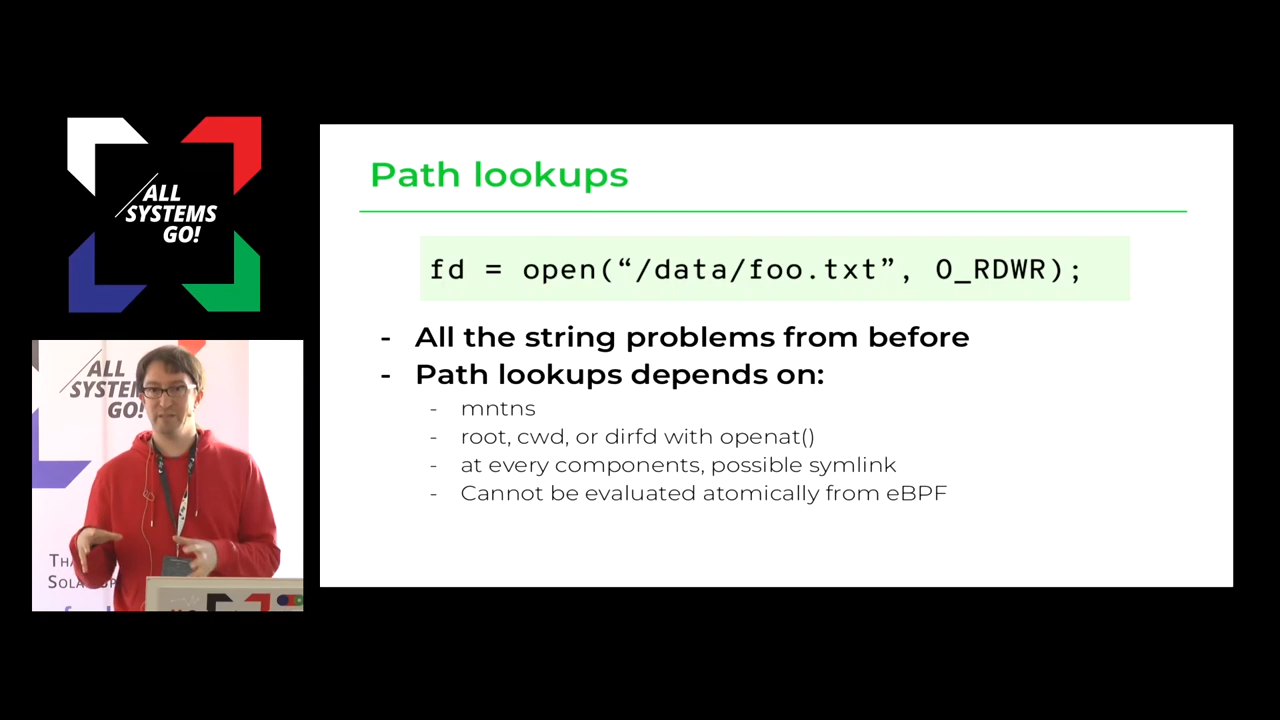 ALL
SYSTEMS
GO!
Path lookups
fd = open(“/data/foo.txt”, O_RDWR);
- All the string problems from before
- Path lookups depends on:
- mntns
- root, cwd, or dirfd with openat()
- at every components, possible symlink
- Cannot be evaluated atomically from eBPF
ALL
GO!